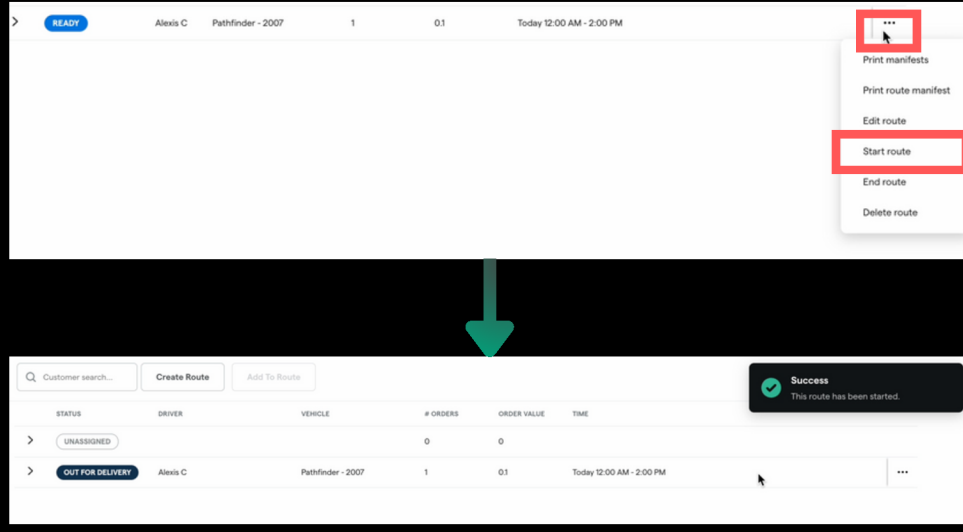 READY Alexis C Pathfinder - 2007 1 0.1 Today 12:00 AM - 2:00 PM
Print manifests
Print route manifest
Edit route
Start route
End route
Delete route
Customer search... Create Route Add To Route
Success
This route has been started.
STATUS DRIVER VEHICLE # ORDERS ORDER VALUE TIME
UNASSIGNED 0 0
OUT FOR DELIVERY Alexis C Pathfinder - 2007 1 0.1 Today 12:00 AM - 2:00 PM